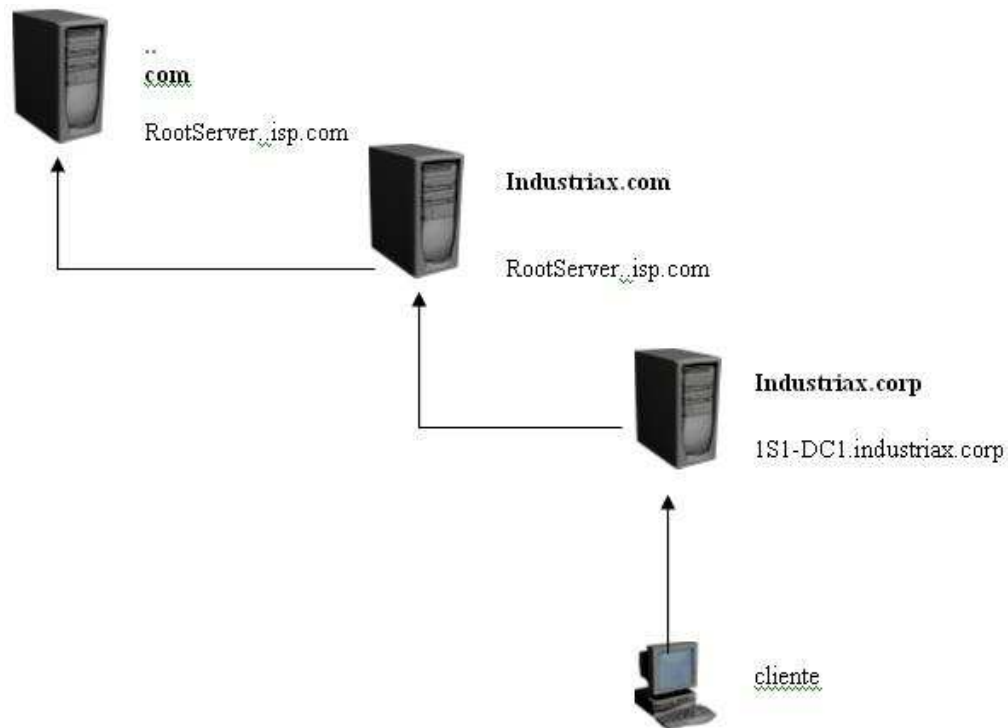 ..
com
RootServer,.isp.com
Industriax.com
RootServer,.isp.com
Industriax.corp
1S1-DC1.industriax.corp
cliente